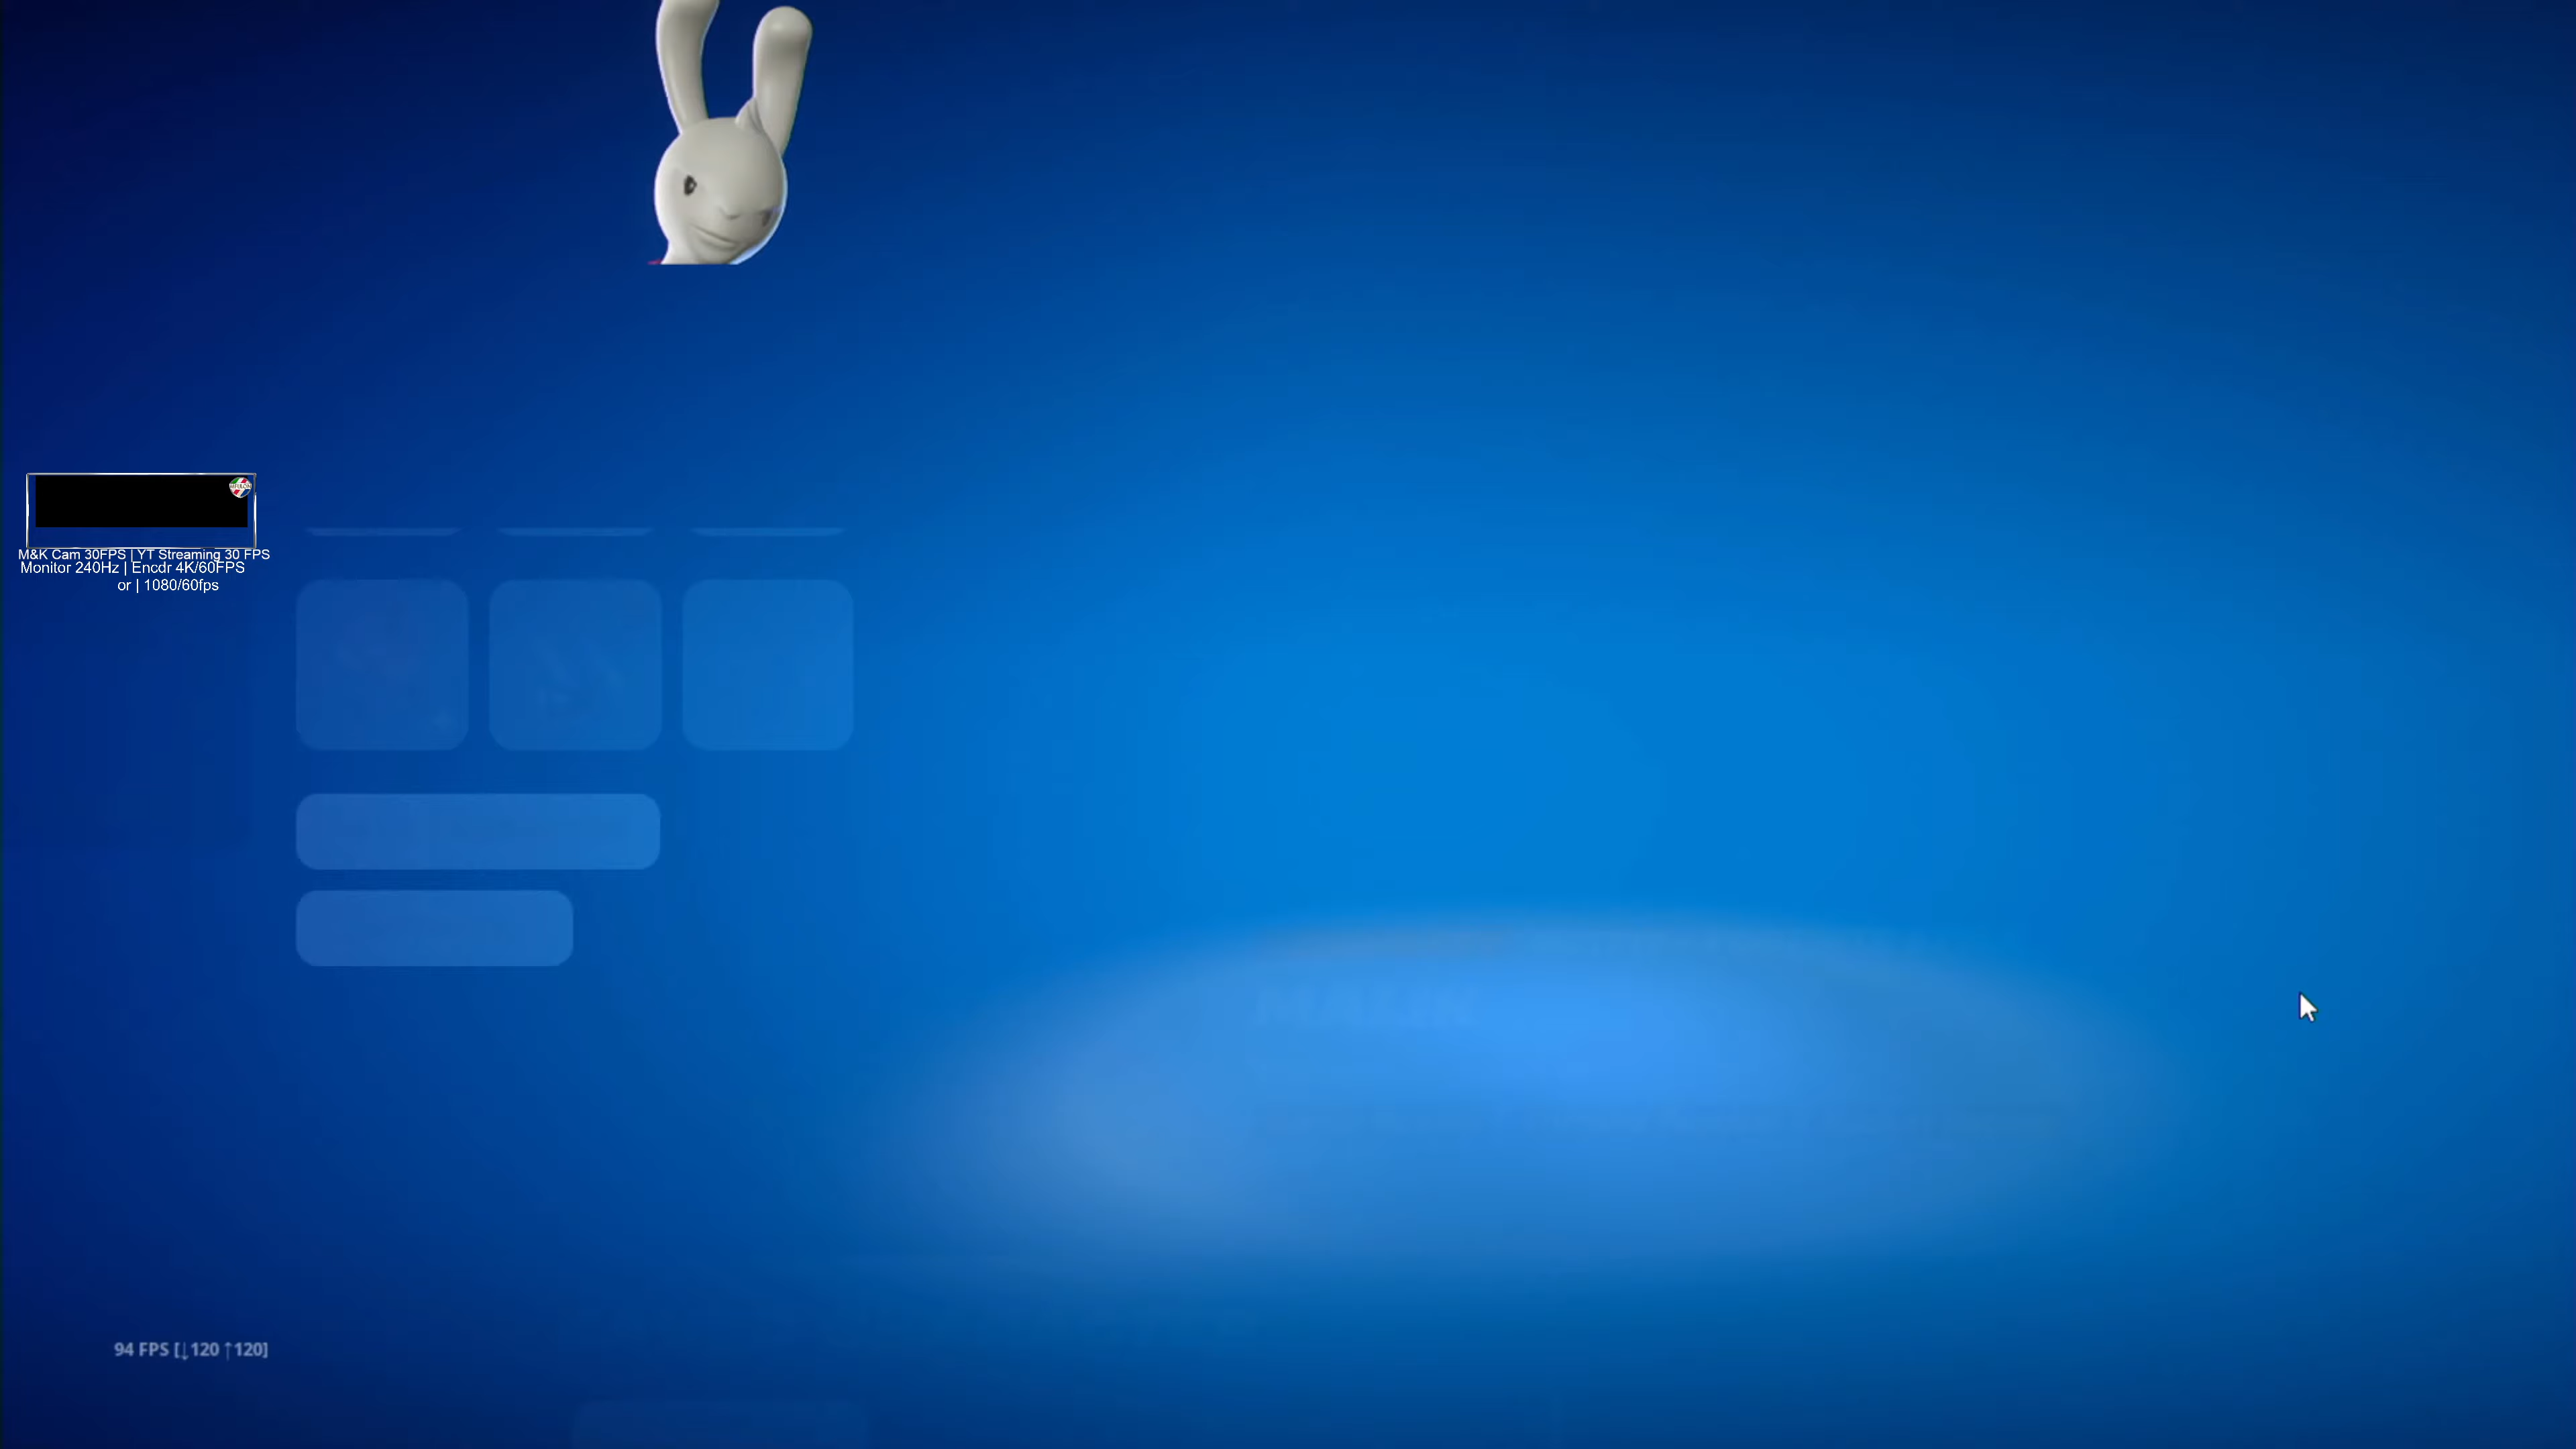 M&K Cam 30FPS | YT Streaming 30 FPS
Monitor 240Hz | Encdr 4K/60FPS
or | 1080/60fps
94 FPS [↓120 ↑120]